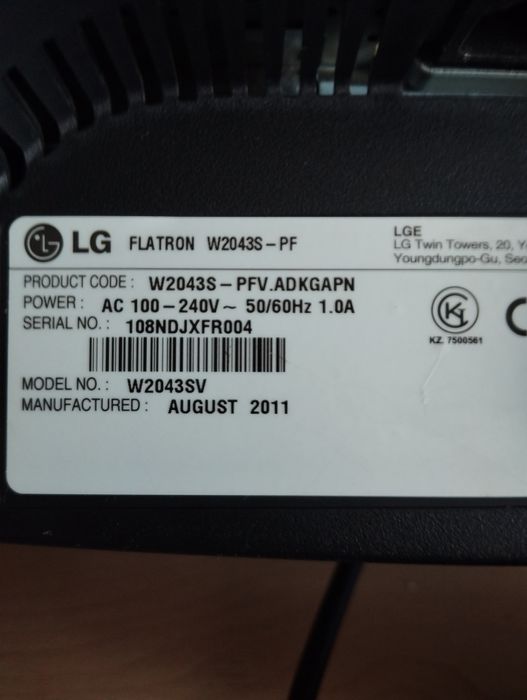 LG FLATRON W2043S-PF
PRODUCT CODE : W2043S-PFV.ADKGAPN
POWER : AC 100-240V~ 50/60Hz 1.0A
SERIAL NO. : 108NDJXFR004
MODEL NO. : W2043SV
MANUFACTURED : AUGUST 2011
LGE
LG Twin Towers, 20,
Youngdungpo-Gu,
KZ. 7500561